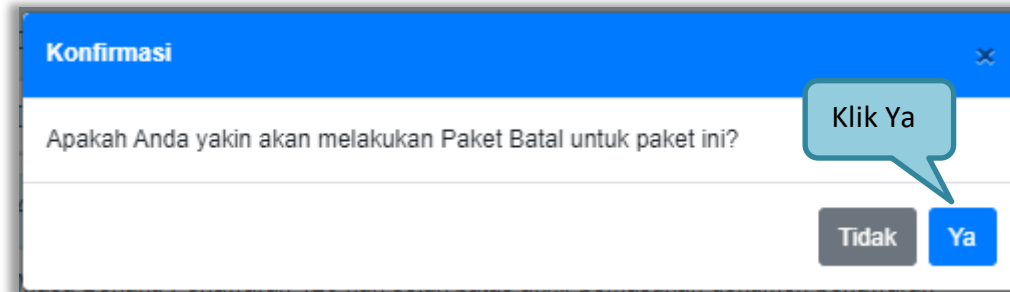 Konfirmasi
×
Klik Ya
Apakah Anda yakin akan melakukan Paket Batal untuk paket ini?
Tidak
Ya